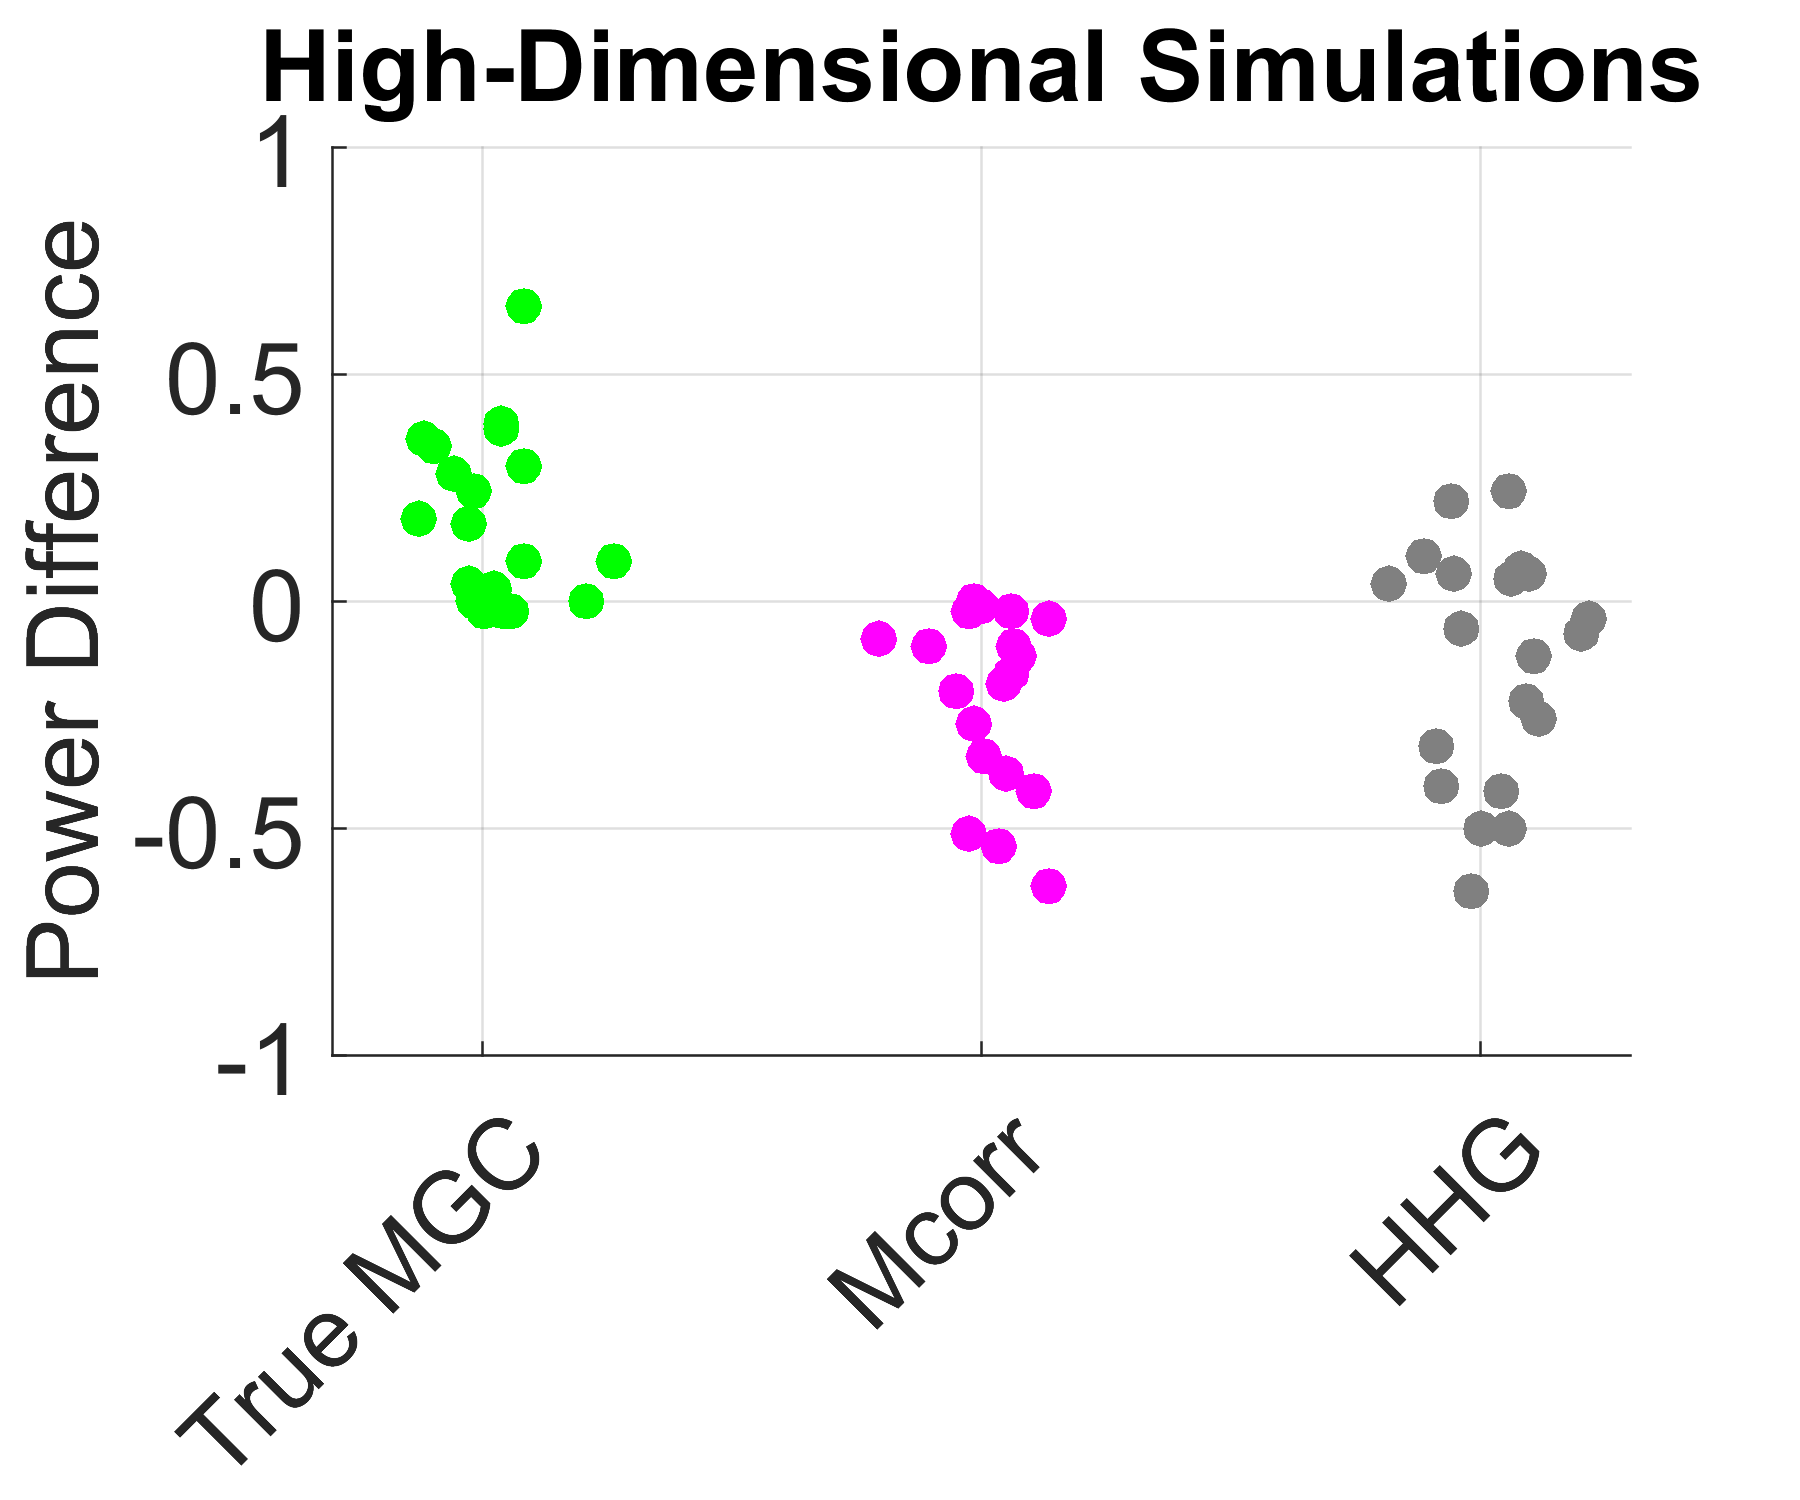 High-Dimensional Simulations
Power Difference
1
0.5
0
-0.5
-1
True MGC
Mcorr
HHG